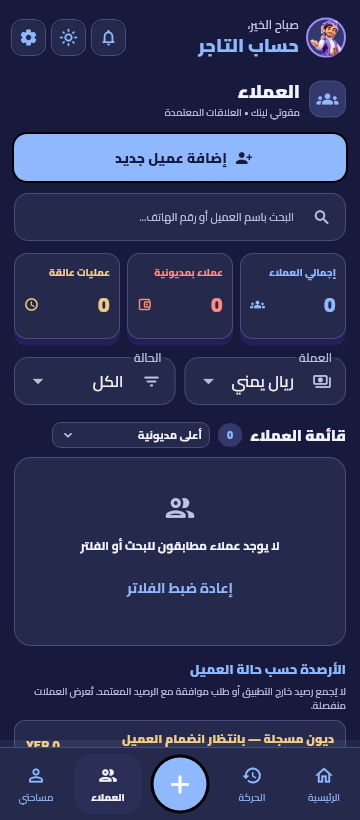 صباح الخير،
حساب التاجر
العملاء
مقوتي لينك • العلاقات المعتمدة
إضافة عميل جديد
البحث باسم العميل أو رقم الهاتف...
إجمالي العملاء
0
عملاء بمديونية
0
عمليات عالقة
0
العملة
ريال يمني
الحالة
الكل
قائمة العملاء
0
أعلى مديونية
لا يوجد عملاء مطابقون للبحث أو الفلتر
إعادة ضبط الفلاتر
الأرصدة حسب حالة العميل
لا يُجمع رصيد خارج التطبيق أو طلب موافقة مع الرصيد المعتمد. تُعرض العملات
منفصلة.
ديون مسجلة — بانتظار انضمام العميل
YER 0
الرئيسية
الحركة
العملاء
مساحتي